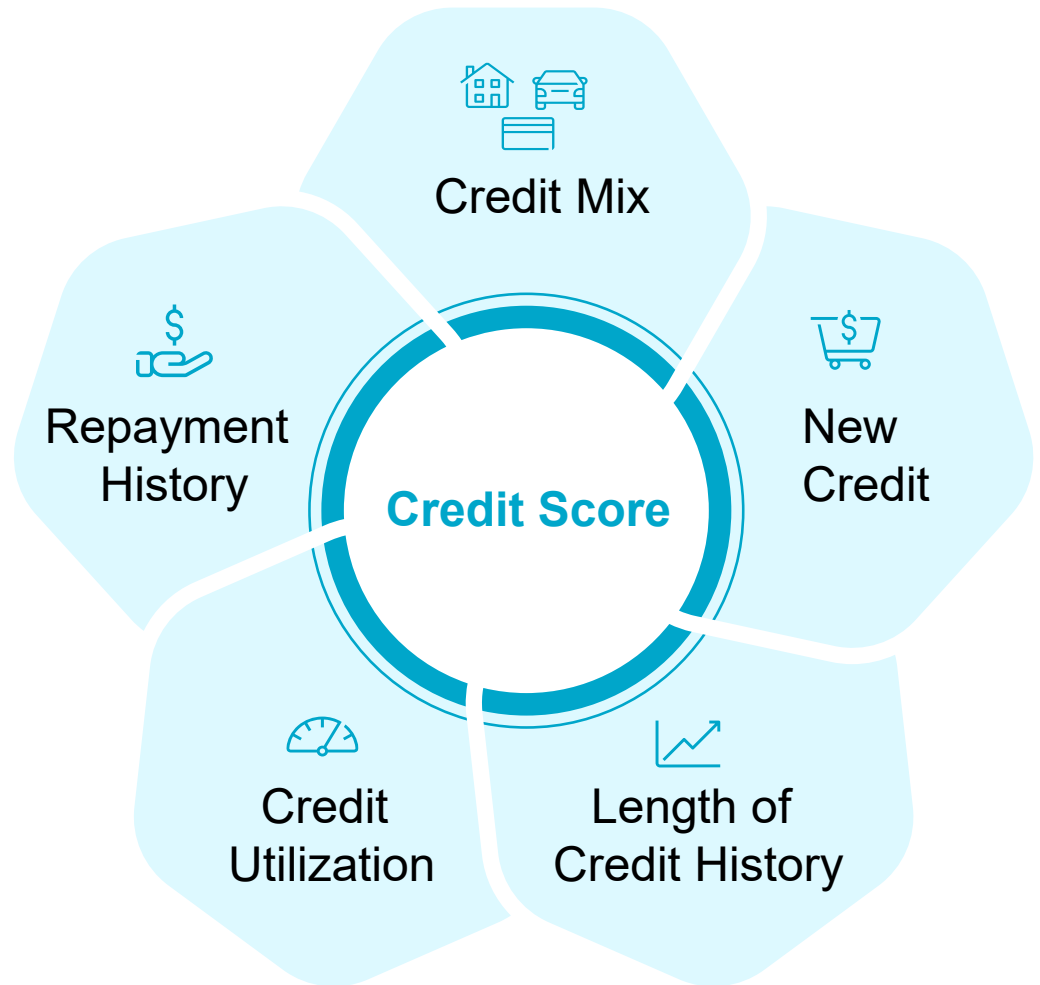 Credit Mix
Repayment
History
New
Credit
Credit Score
Credit
Utilization
Length of
Credit History